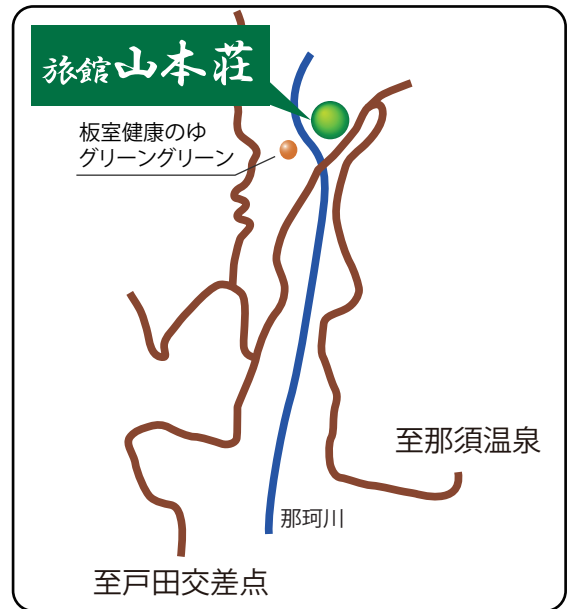 旅館山本荘
板室健康のゆ
グリーングリーン
至那須温泉
那珂川
至戸田交差点